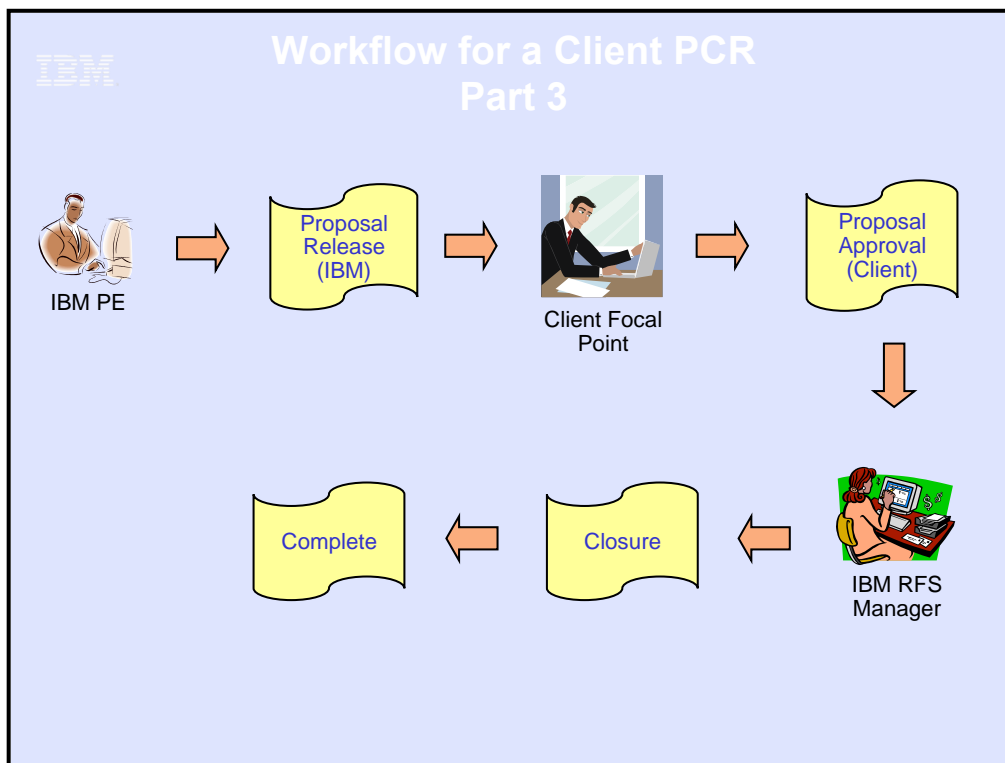 IBM
Workflow for a Client PCR
Part 3
IBM PE
Proposal
Release
(IBM)
Client Focal
Point
Proposal
Approval
(Client)
Complete
Closure
IBM RFS
Manager